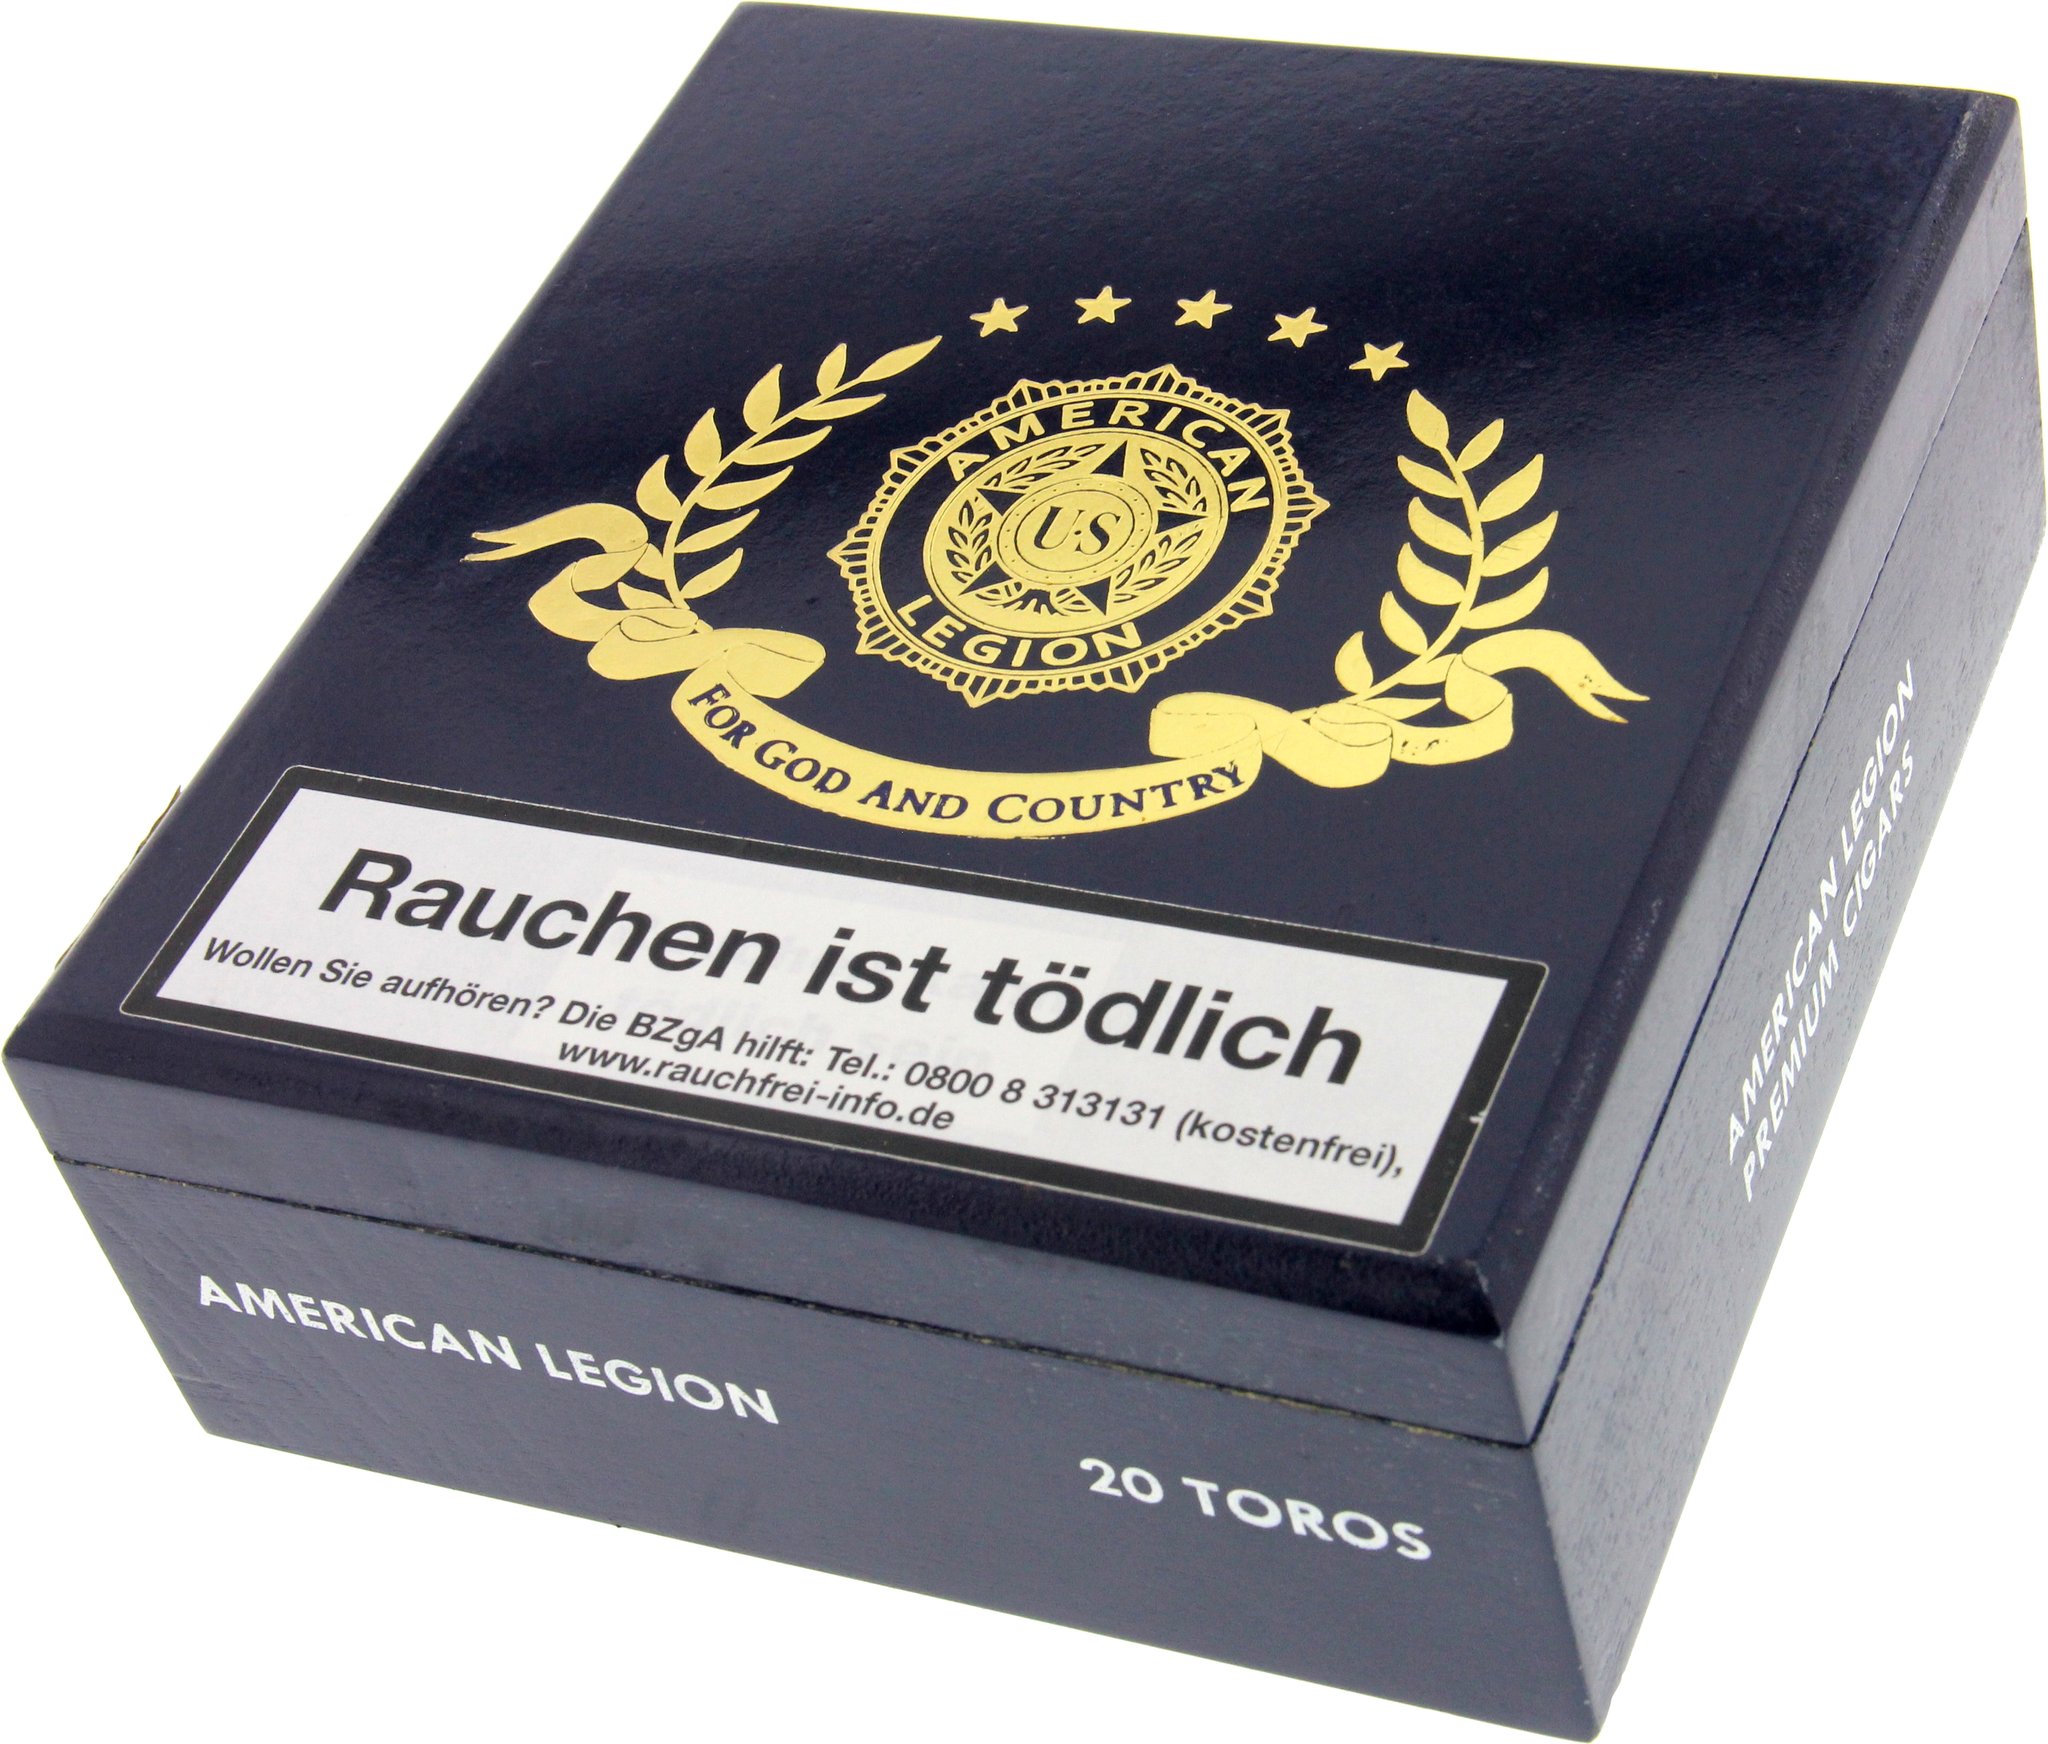 AMERICAN
U.S
LEGION
FOR GOD AND COUNTRY
Rauchen ist tödlich
Wollen Sie aufhören? Die BZgA hilft: Tel.: 0800 8 313131 (kostenfrei),
www.rauchfrei-info.de
AMERICAN LEGION
20 TOROS
AMERICAN LEGION
PREMIUM CIGARS